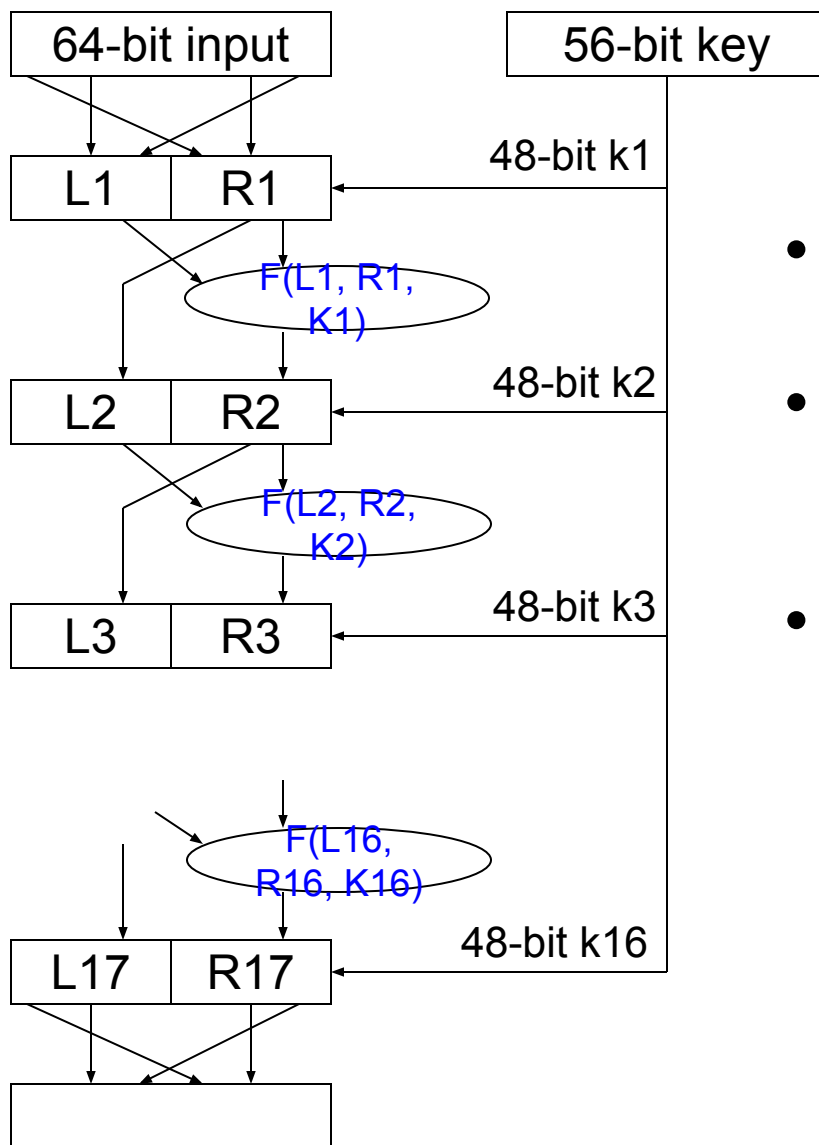 64-bit input
56-bit key
48-bit k1
L1 R1
F(L1, R1,
K1)
48-bit k2
L2 R2
F(L2, R2,
K2)
48-bit k3
L3 R3
F(L16,
R16, K16)
48-bit k16
L17 R17